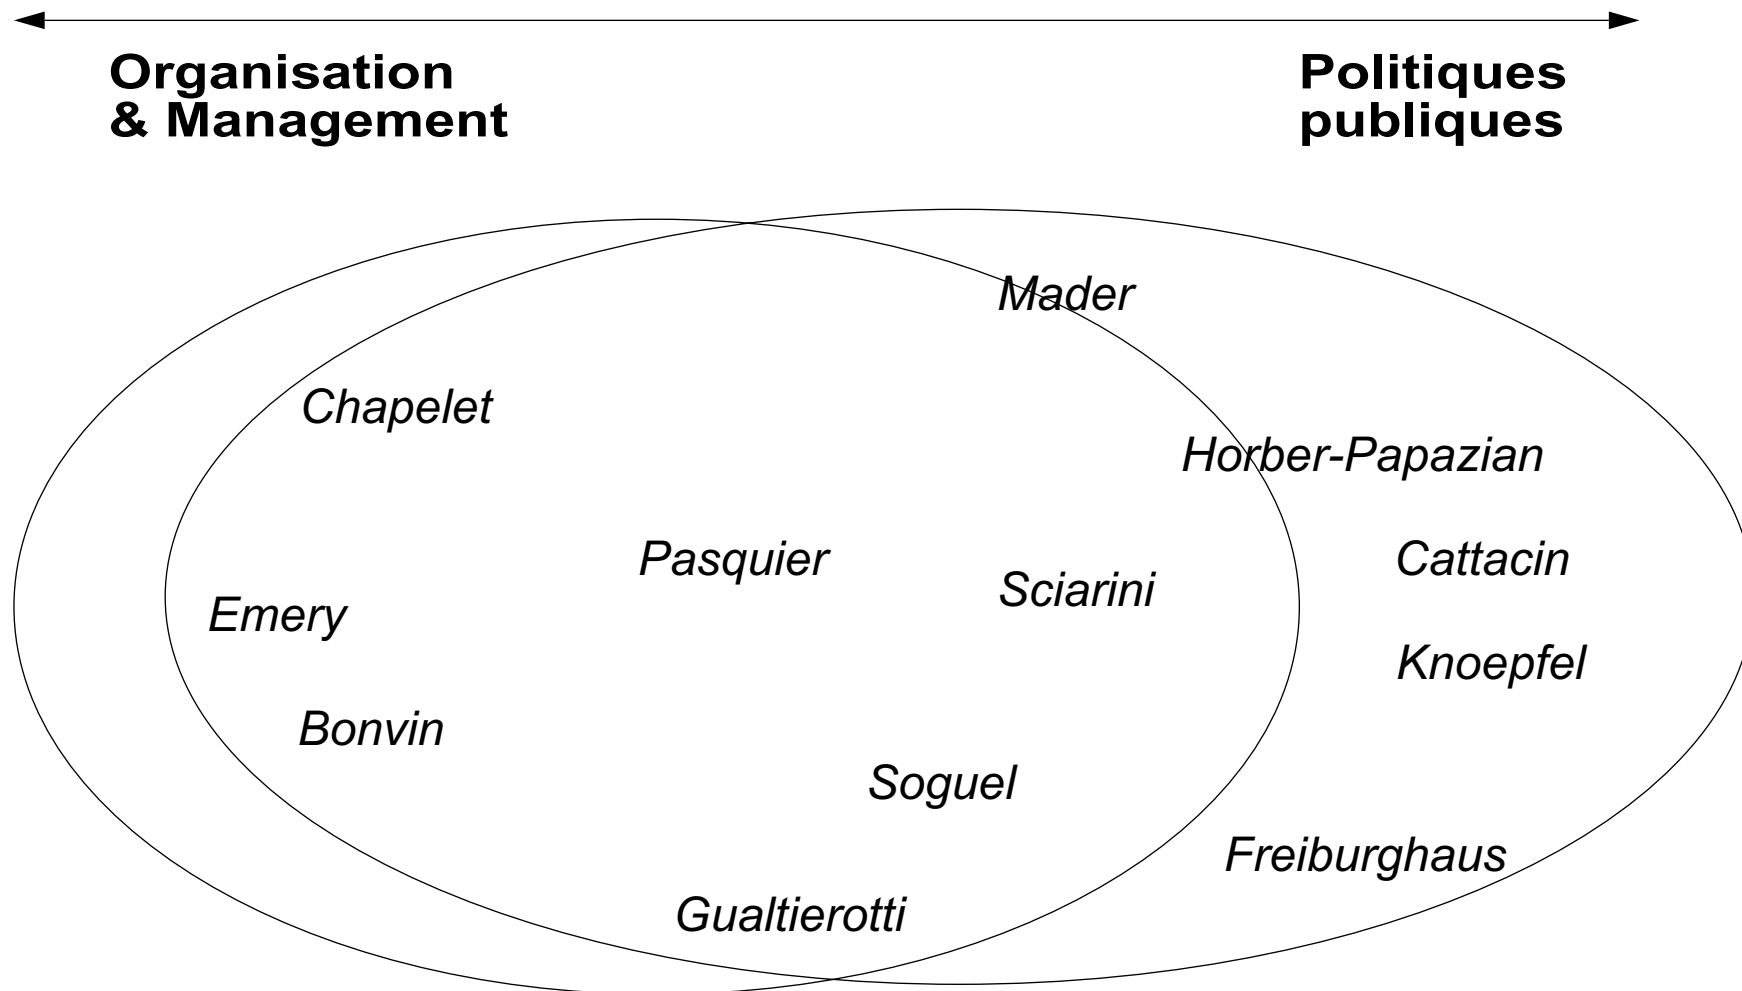 Organisation
& Management
Politiques
publiques
Mader
Chapelet
Horber-Papazian
Pasquier
Cattacin
Sciarini
Emery
Knoepfel
Bonvin
Soguel
Freiburghaus
Gualtierotti